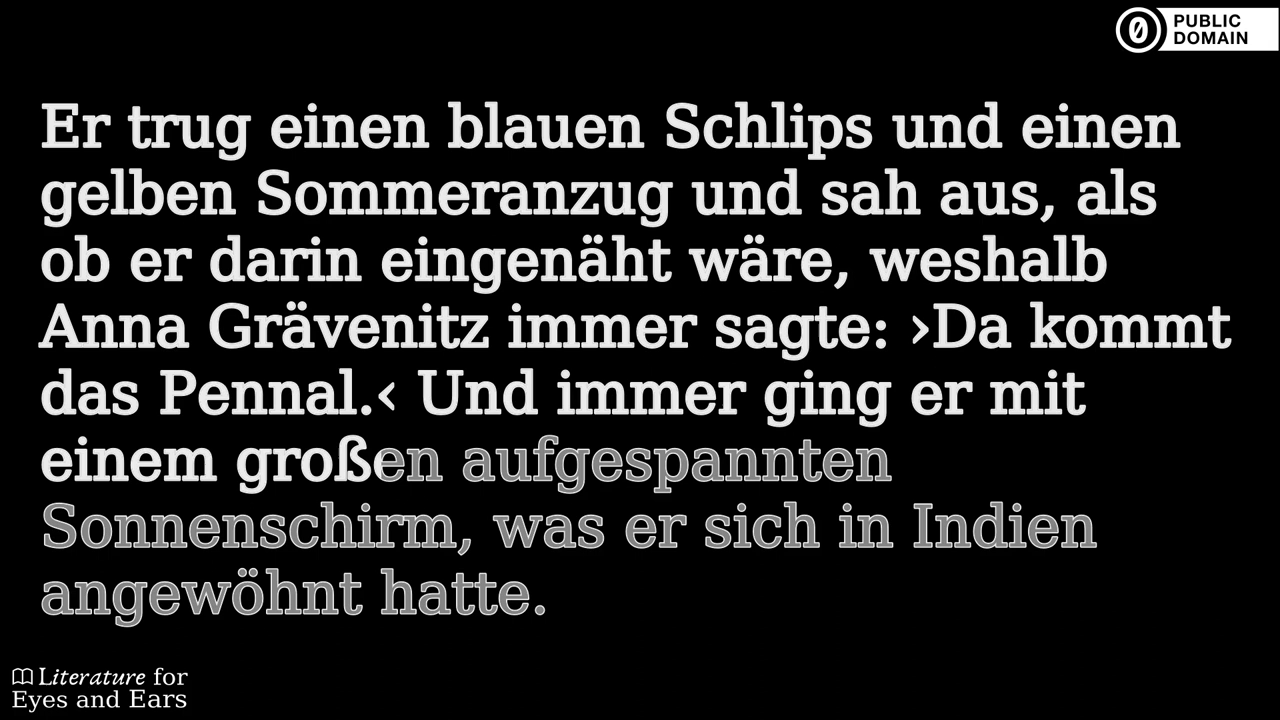 PUBLIC
DOMAIN
Er trug einen blauen Schlips und einen
gelben Sommeranzug und sah aus, als
ob er darin eingenäht wäre, weshalb
Anna Grävenitz immer sagte: ›Da kommt
das Pennal.‹ Und immer ging er mit
einem großen aufgespannten
Sonnenschirm, was er sich in Indien
angewöhnt hatte.
Literature for
Eyes and Ears